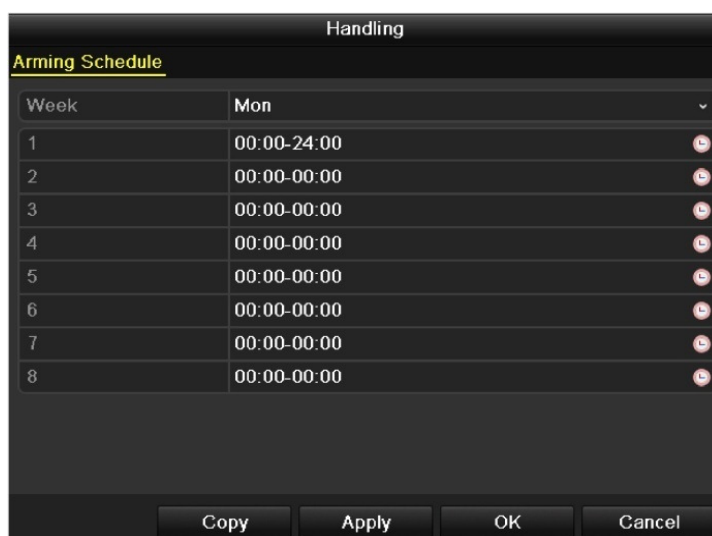 Handling
Arming Schedule
Week Mon
1 00:00-24:00
2 00:00-00:00
3 00:00-00:00
4 00:00-00:00
5 00:00-00:00
6 00:00-00:00
7 00:00-00:00
8 00:00-00:00
Copy Apply OK Cancel